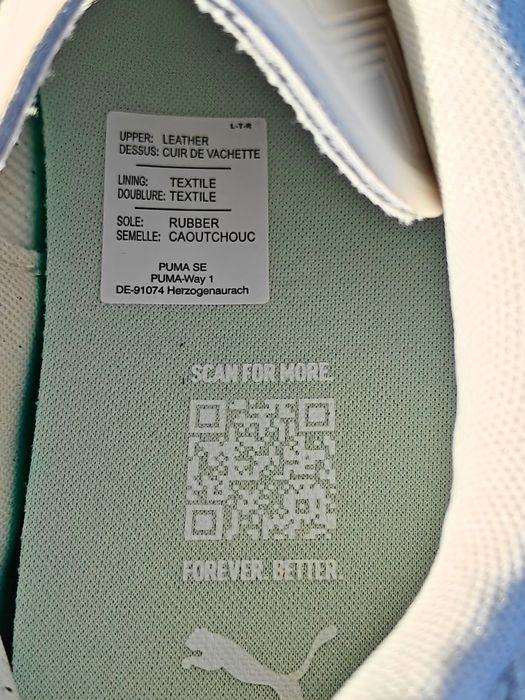 L-T-R
UPPER: LEATHER
DESSUS: CUIR DE VACHETTE
LINING: TEXTILE
DOUBLURE: TEXTILE
SOLE: RUBBER
SEMELLE: CAOUTCHOUC
PUMA SE
PUMA-Way 1
DE-91074 Herzogenaurach
SCAN FOR MORE.
FOREVER. BETTER.